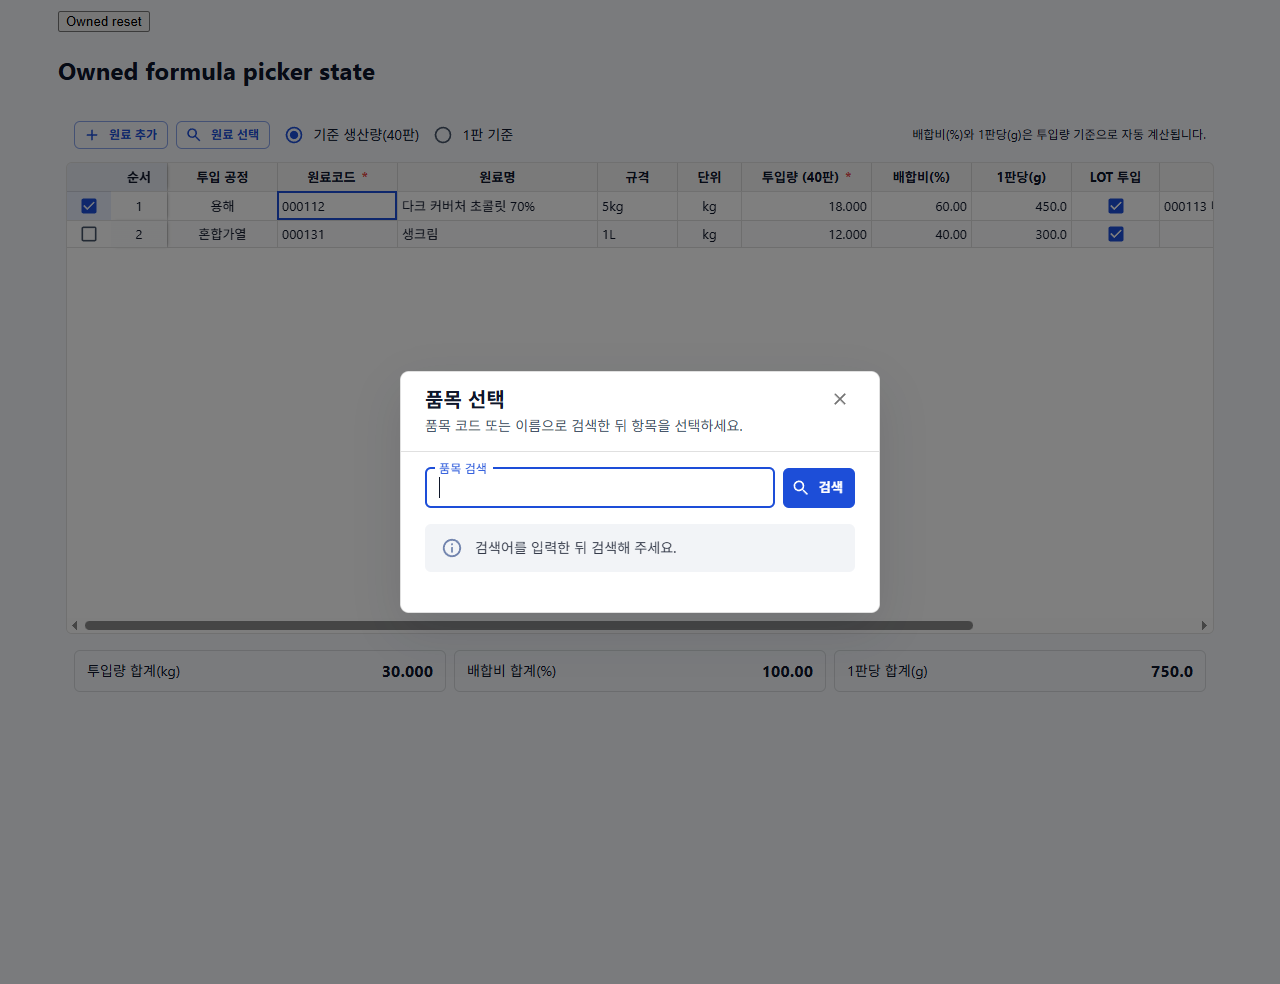 Owned reset
Owned formula picker state
원료 추가 원료 선택 기준 생산량(40판) 1판 기준 배합비(%)와 1판당(g)은 투입량 기준으로 자동 계산됩니다.
순서 투입 공정 원료코드 * 원료명 규격 단위 투입량 (40판) * 배합비(%) 1판당(g) LOT 투입
1 용해 000112 다크 커버처 초콜릿 70% 5kg kg 18.000 60.00 450.0 000113
2 혼합가열 000131 생크림 1L kg 12.000 40.00 300.0
품목 선택
품목 코드 또는 이름으로 검색한 뒤 항목을 선택하세요.
품목 검색
검색
검색어를 입력한 뒤 검색해 주세요.
투입량 합계(kg) 30.000 배합비 합계(%) 100.00 1판당 합계(g) 750.0